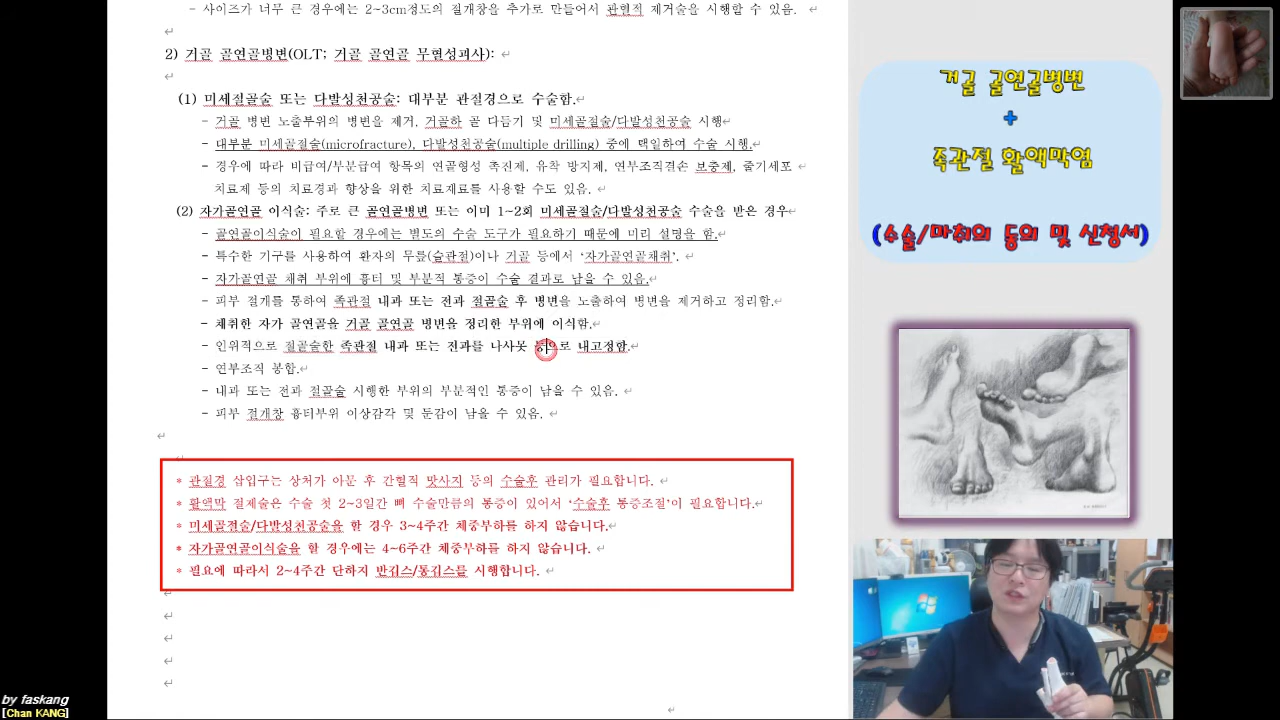 - 사이즈가 너무 큰 경우에는 2~3cm정도의 절개창을 추가로 만들어서 관혈적 제거술을 시행할 수 있음.
2) 거골 골연골병변(OLT; 거골 골연골 무혈성괴사):
(1) 미세절골술 또는 다발성천공술: 대부분 관절경으로 수술함.
- 거골 병변 노출부위의 병변을 제거, 거골하 골 다듬기 및 미세골절술/다발성천공술 시행
- 대부분 미세골절술(microfracture), 다발성천공술(multiple drilling) 중에 택일하여 수술 시행.
- 경우에 따라 비급여/부분급여 항목의 연골형성 촉진제, 유착 방지제, 연부조직결손 보충제, 줄기세포
치료제 등의 치료경과 향상을 위한 치료재료를 사용할 수도 있음.
(2) 자가골연골 이식술: 주로 큰 골연골병변 또는 이미 1~2회 미세골절술/다발성천공술 수술을 받은 경우
- 골연골이식술이 필요할 경우에는 별도의 수술 도구가 필요하기 때문에 미리 설명을 함.
- 특수한 기구를 사용하여 환자의 무릎(슬관절)이나 거골 등에서 '자가골연골채취'.
- 자가골연골 채취 부위에 흉터 및 부분적 통증이 수술 결과로 남을 수 있음.
- 피부 절개를 통하여 족관절 내과 또는 전과 절골술 후 병변을 노출하여 병변을 제거하고 정리함.
- 채취한 자가 골연골을 거골 골연골 병변을 정리한 부위에 이식함.
- 인위적으로 절골술한 족관절 내과 또는 전과를 나사못 등으로 내고정함.
- 연부조직 봉합.
- 내과 또는 전과 절골술 시행한 부위의 부분적인 통증이 남을 수 있음.
- 피부 절개창 흉터부위 이상감각 및 둔감이 남을 수 있음.
* 관절경 삽입구는 상처가 아문 후 간헐적 맛사지 등의 수술후 관리가 필요합니다.
* 활액막 절제술은 수술 첫 2~3일간 뼈 수술만큼의 통증이 있어서 '수술후 통증조절'이 필요합니다.
* 미세골절술/다발성천공술을 할 경우 3~4주간 체중부하를 하지 않습니다.
* 자가골연골이식술을 할 경우에는 4~6주간 체중부하를 하지 않습니다.
* 필요에 따라서 2~4주간 단하지 반깁스/통깁스를 시행합니다.
거골 골연골병변
+
족관절 활액막염
(수술/마취의 동의 및 신청서)
by faskang
[Chan KANG]